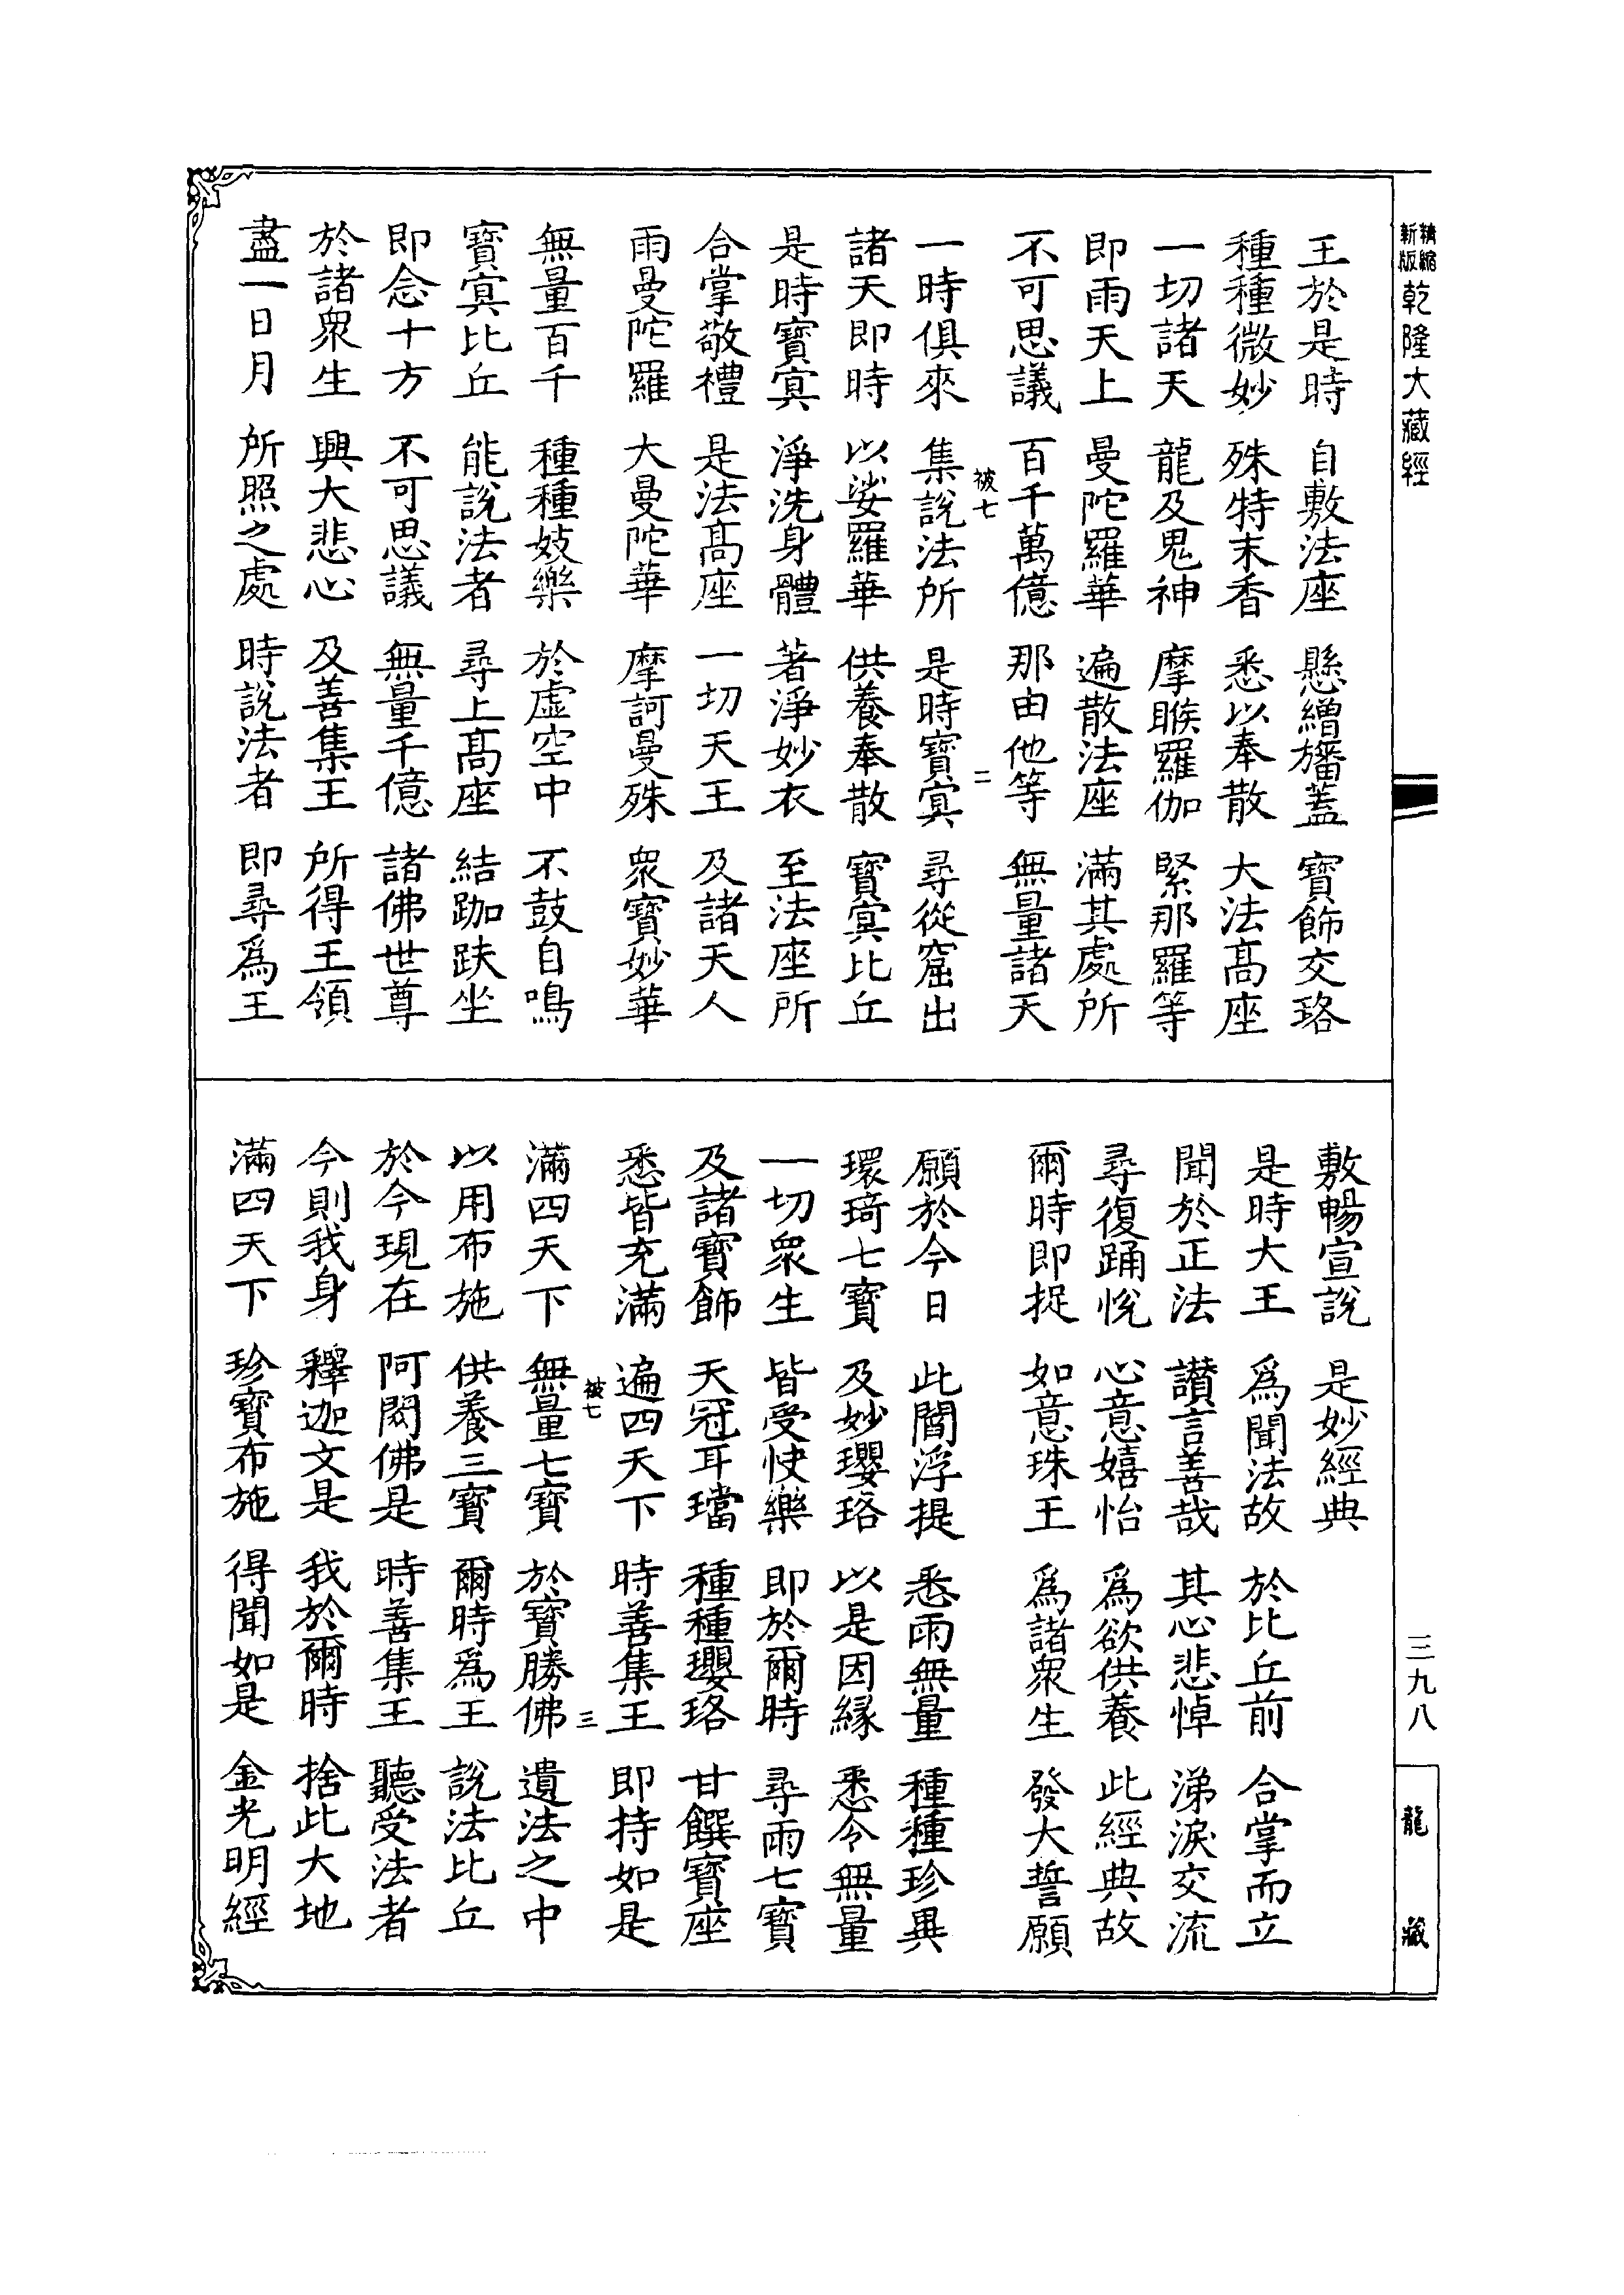 精縮
新版
乾隆大藏經
王於是時　自敷法座　懸繒旛蓋　寶飾交珞
種種微妙　殊特末香　悉以奉散　大法髙座
一切諸天　龍及鬼神　摩睺羅伽　緊那羅等
即雨天上　曼陀羅華　遍散法座　滿其處所
不可思議　百千萬億　那由他等　無量諸天
被七　二
一時俱來　集說法所　是時寶㝠　尋從窟出
諸天即時　以娑羅華　供養奉散　寶㝠比丘
是時寶㝠　淨洗身體　著淨妙衣　至法座所
合掌敬禮　是法髙座　一切天王　及諸天人
雨曼陀羅　大曼陀華　摩訶曼殊　衆寶妙華
無量百千　種種妓樂　於虛空中　不鼓自鳴
寶㝠比丘　能說法者　尋上髙座　結跏趺坐
即念十方　不可思議　無量千億　諸佛世尊
於諸衆生　興大悲心　及善集王　所得王領
盡一日月　所照之處　時說法者　即尋爲王
敷暢宣說　是妙經典
是時大王　爲聞法故　於比丘前　合掌而立
聞於正法　讃言善哉　其心悲悼　涕淚交流
尋復踊悅　心意嬉怡　爲欲供養　此經典故
爾時即捉　如意珠王　爲諸衆生　發大誓願
願於今日　此閻浮提　悉雨無量　種種珍異
瓌琦七寶　及妙瓔珞　以是因緣　悉令無量
一切衆生　皆受快樂　即於爾時　尋雨七寶
及諸寶飾　天冠耳璫　種種瓔珞　甘饌寶座
悉皆充滿　遍四天下　時善集王　即持如是
被七　三
滿四天下　無量七寶　於寶勝佛　遺法之中
以用布施　供養三寶　爾時爲王　說法比丘
於今現在　阿閦佛是　時善集王　聽受法者
今則我身　釋迦文是　我於爾時　捨此大地
滿四天下　珍寶布施　得聞如是　金光明經
三九八
龍藏